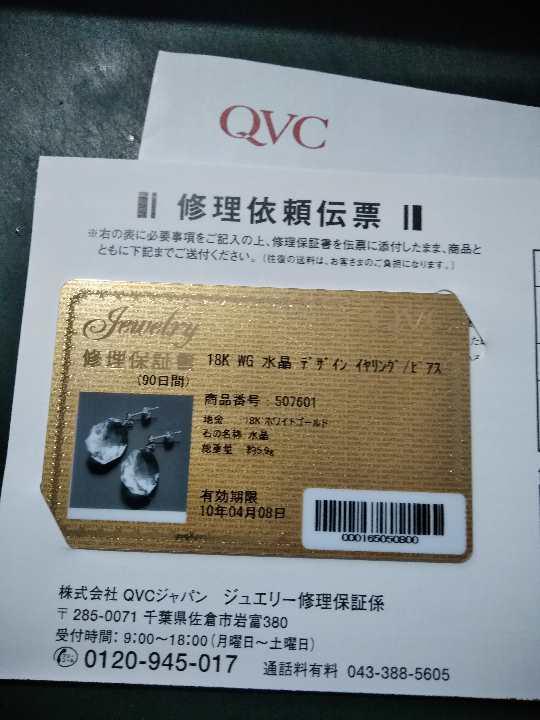 QVC
修理依頼伝票
※右の表に必要事項をご記入の上、修理保証書を伝票に添付したまま、商品と
ともに下記までご送付ください。(往復の送料は、お客さまのご負担になります。)
Jewelry
修理保証書
(90日間)
18K WG 水晶 デザイン イヤリング/ピアス
商品番号 : 507601
地金 18K ホワイトゴールド
石の名称 水晶
総重量 約5.9g
有効期限
10年04月08日
000165050800
株式会社 QVCジャパン ジュエリー修理保証係
〒285-0071 千葉県佐倉市岩富380
受付時間: 9:00〜18:00(月曜日〜土曜日)
0120-945-017 通話料有料 043-388-5605